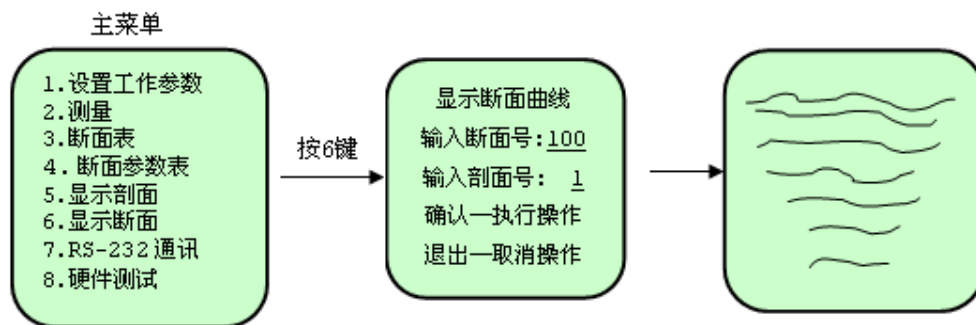 主菜单
1.设置工作参数
2.测量
3.断面表
4.断面参数表
5.显示剖面
6.显示断面
7.RS-232通讯
8.硬件测试
按6键
显示断面曲线
输入断面号:100
输入剖面号: 1
确认—执行操作
退出—取消操作